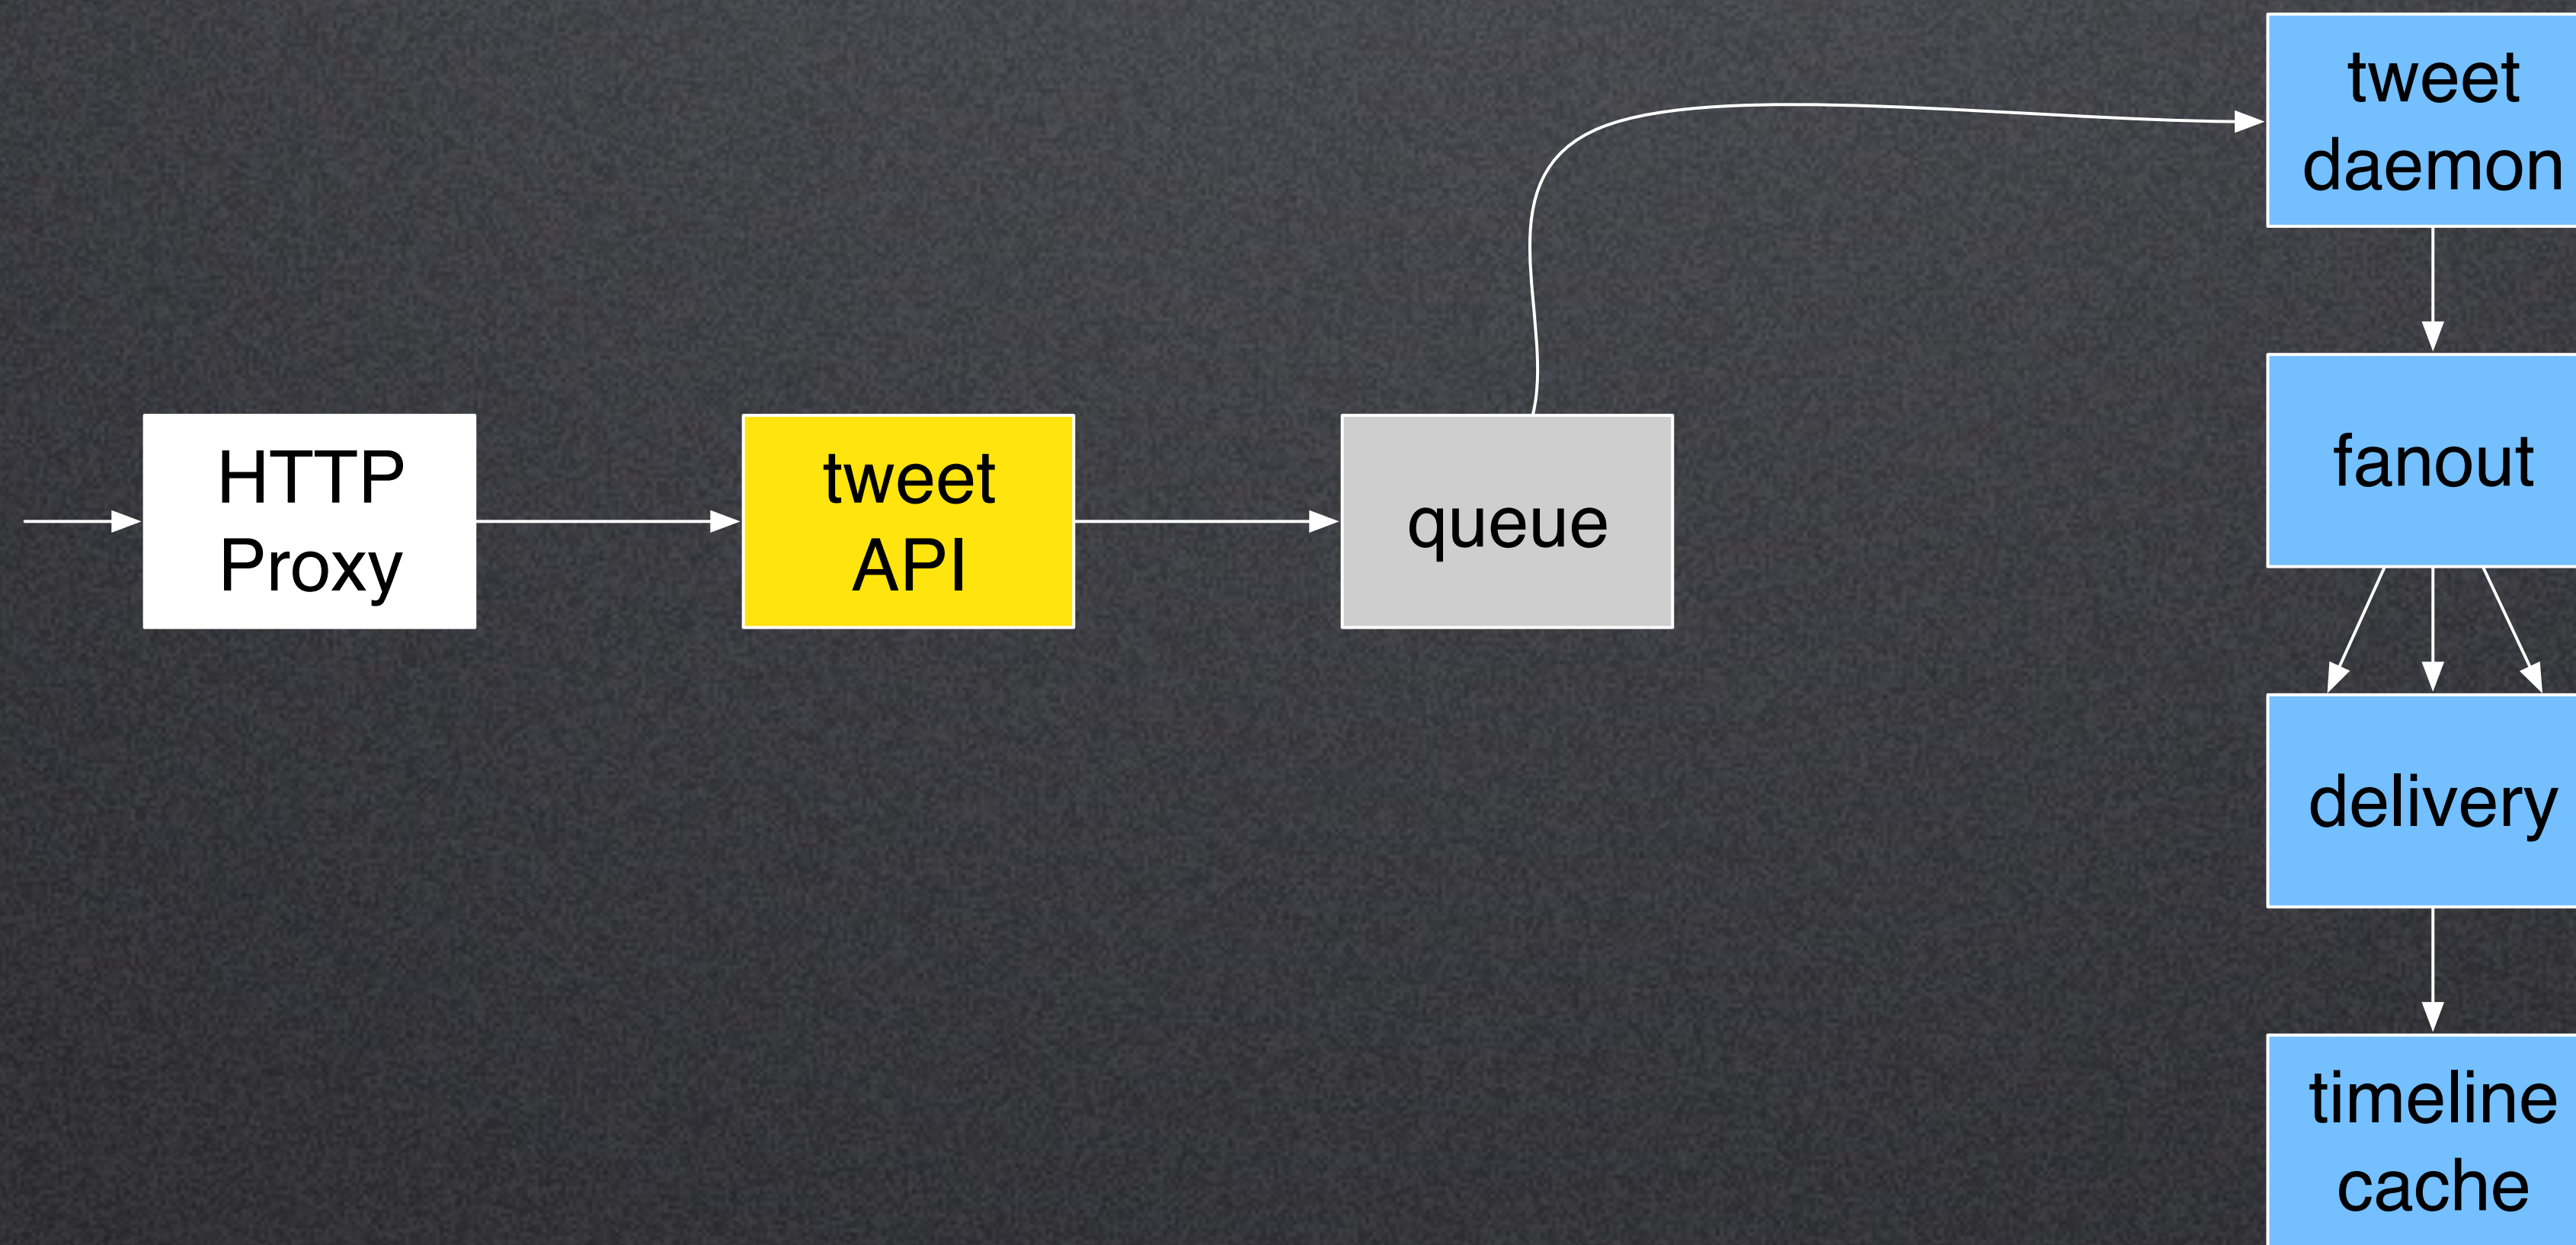 HTTP
Proxy
tweet
API
queue
tweet
daemon
fanout
delivery
timeline
cache